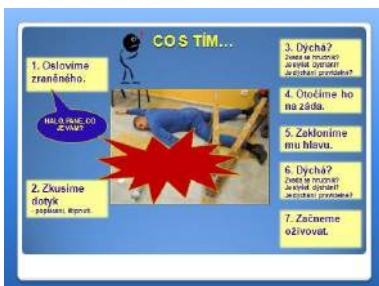 CO S TÍM...
1. Oslovíme
zraněného.
HALO, PANE, CO
JE VÁM?
2. Zkusíme
dotyk
- poplácání, štípnutí.
3. Dýchá?
Zvedá se hrudník?
Je slyšet dýchání?
Je dýchání pravidelné?
4. Otočíme ho
na záda.
5. Zakloníme
mu hlavu.
6. Dýchá?
Zvedá se hrudník?
Je slyšet dýchání?
Je dýchání pravidelné?
7. Začneme
oživovat.